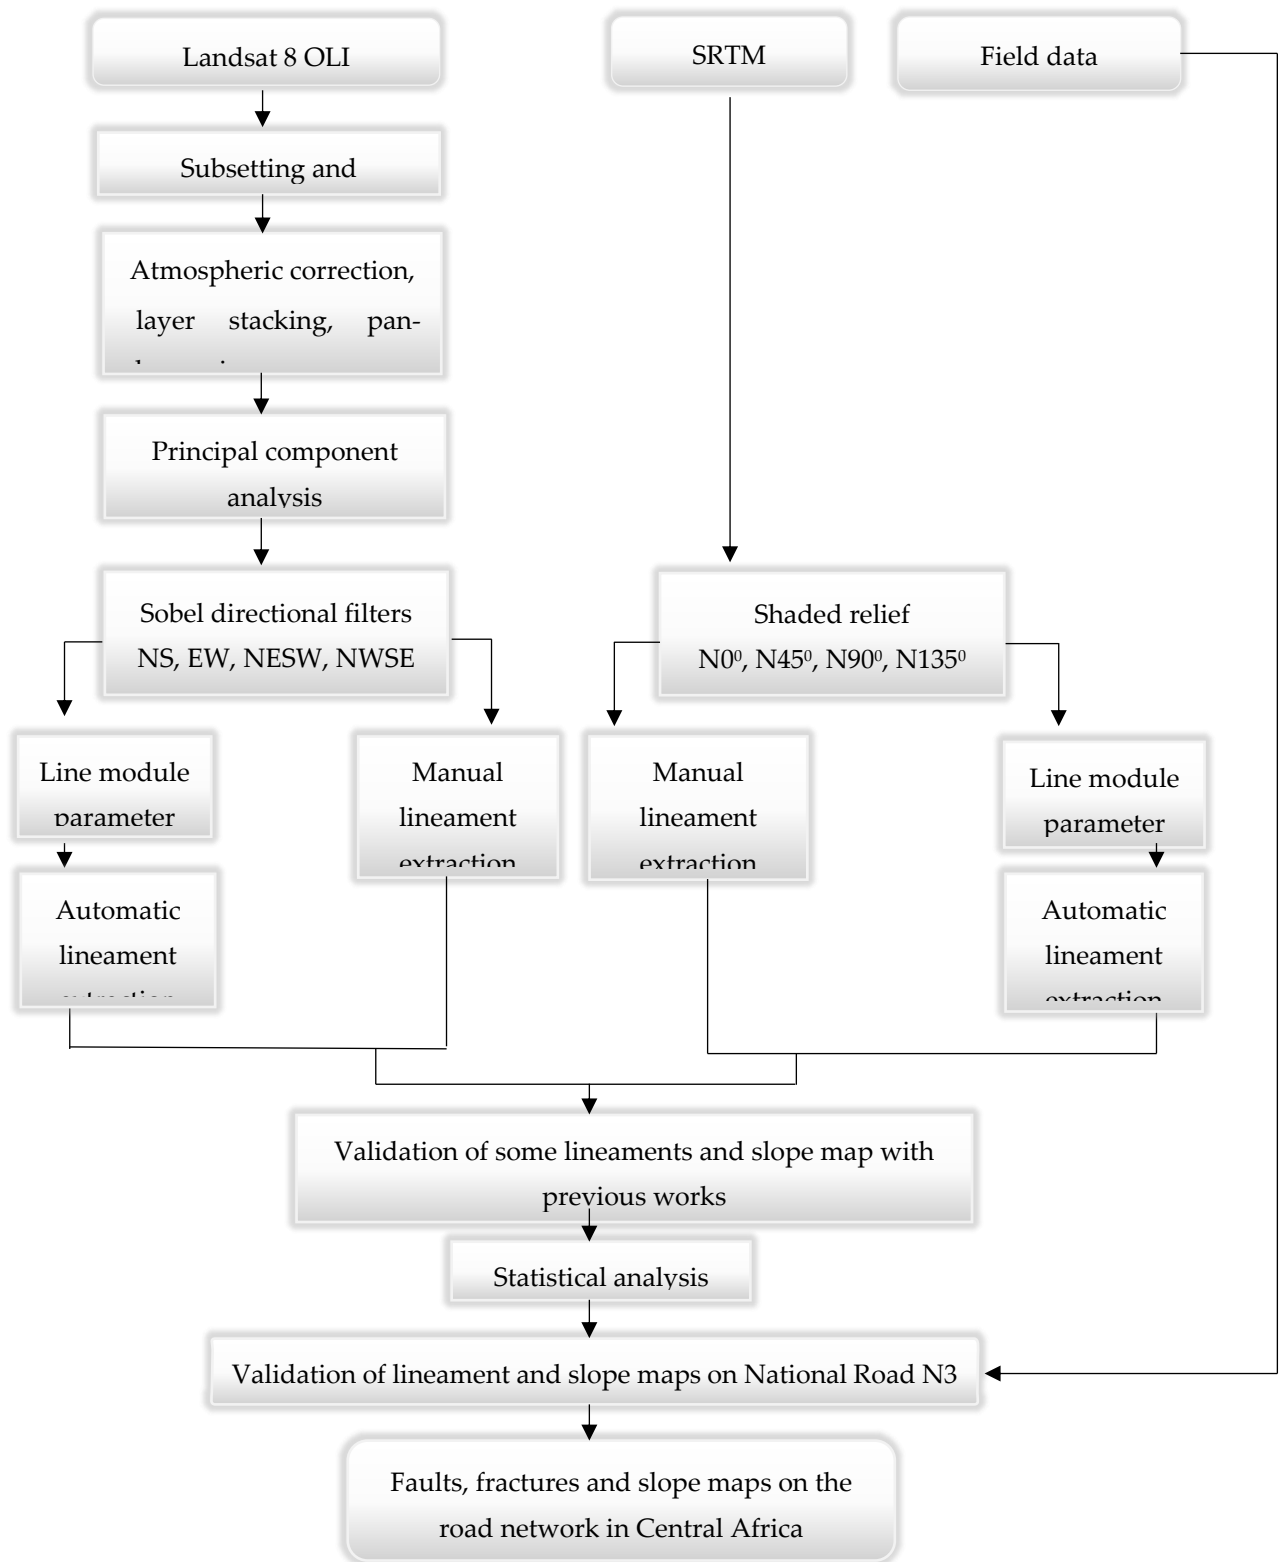 Landsat 8 OLI
SRTM
Field data
Subsetting and
Atmospheric correction,
layer stacking, pan-
Principal component
analysis
Sobel directional filters
NS, EW, NESW, NWSE
Shaded relief
N0⁰, N45⁰, N90⁰, N135⁰
Line module
parameter
Manual
lineament
extraction
Manual
lineament
extraction
Line module
parameter
Automatic
lineament
extraction
Automatic
lineament
extraction
Validation of some lineaments and slope map with
previous works
Statistical analysis
Validation of lineament and slope maps on National Road N3
Faults, fractures and slope maps on the
road network in Central Africa